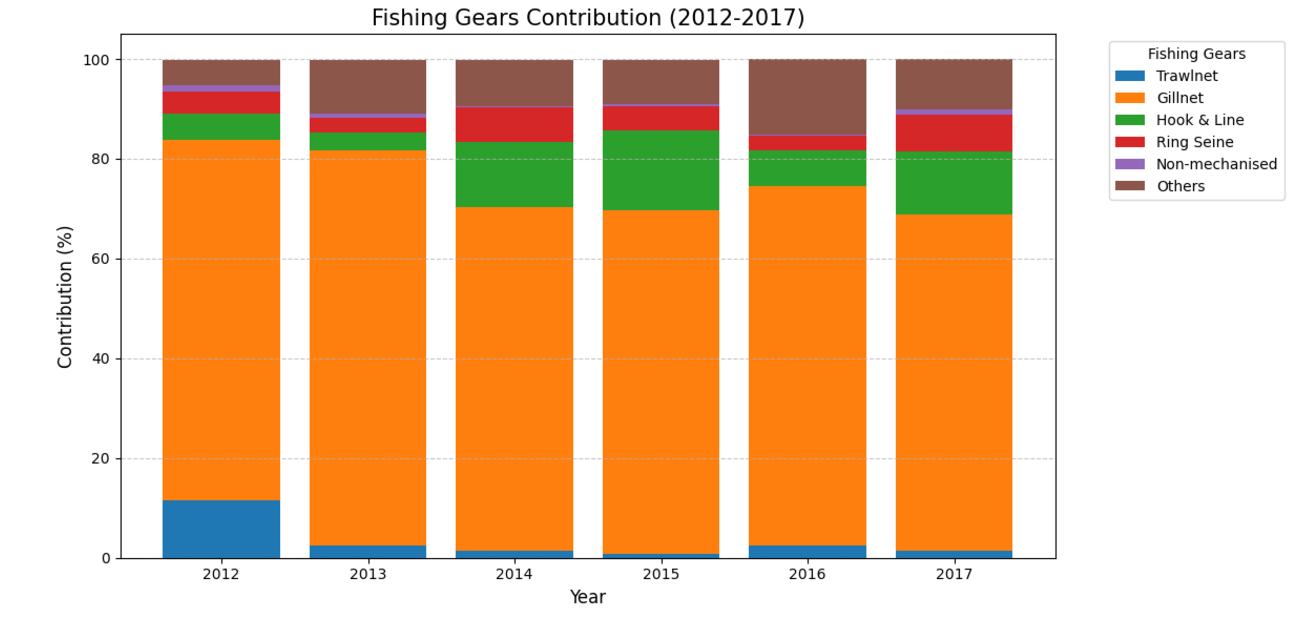 Fishing Gears Contribution (2012-2017)
Contribution (%)
100
80
60
40
20
0
2012 2013 2014 2015 2016 2017
Year
Fishing Gears
Trawlnet
Gillnet
Hook & Line
Ring Seine
Non-mechanised
Others